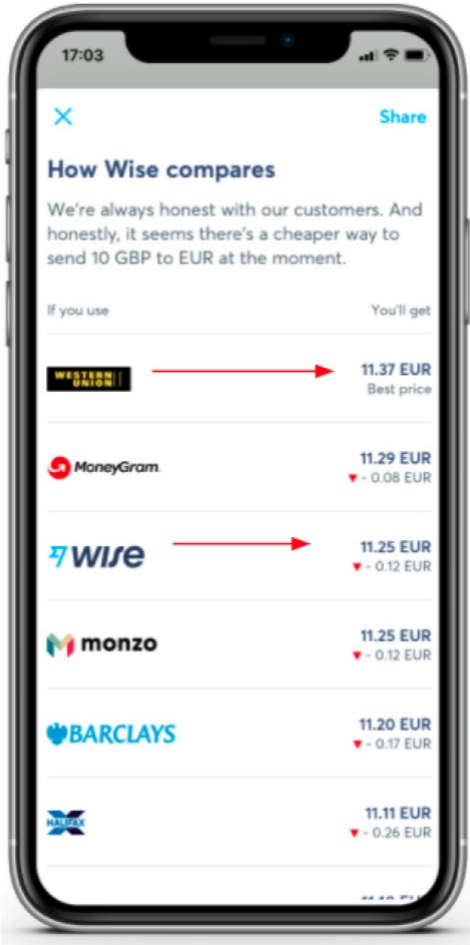 17:03
Share
How Wise compares
We're always honest with our customers. And
honestly, it seems there's a cheaper way to
send 10 GBP to EUR at the moment.
If you use You'll get
WESTERN UNION 11.37 EUR
Best price
MoneyGram 11.29 EUR
- 0.08 EUR
WISE 11.25 EUR
- 0.12 EUR
monzo 11.25 EUR
- 0.12 EUR
BARCLAYS 11.20 EUR
- 0.17 EUR
HALIFAX 11.11 EUR
- 0.26 EUR